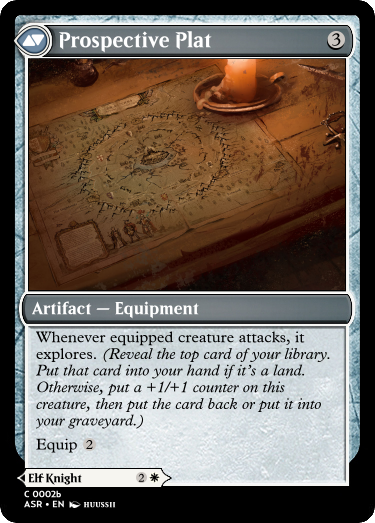 Prospective Plat 3
Artifact — Equipment
Whenever equipped creature attacks, it
explores. (Reveal the top card of your library.
Put that card into your hand if it's a land.
Otherwise, put a +1/+1 counter on this
creature, then put the card back or put it into
your graveyard.)
Equip 2
Elf Knight 2
C 0002b
ASR • EN HUUSSII